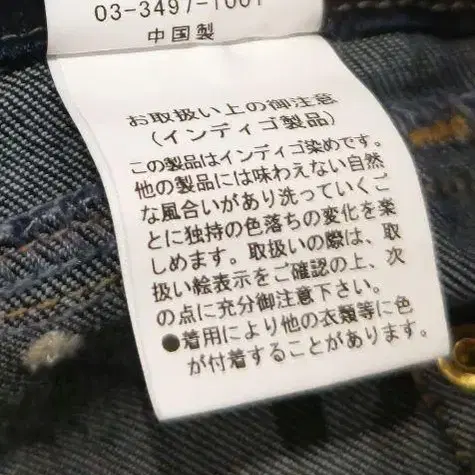 03-3497-1001
中国製
お取扱い上の御注意
(インディゴ製品)
この製品はインディゴ染めです。
他の製品には味わえない自然
な風合いがあり洗っていくご
とに独持の色落ちの変化を楽
しめます。取扱いの際は、取
扱い絵表示をご確認の上、次
の点に充分御注意下さい。
●着用により他の衣類等に色
が付着することがあります。